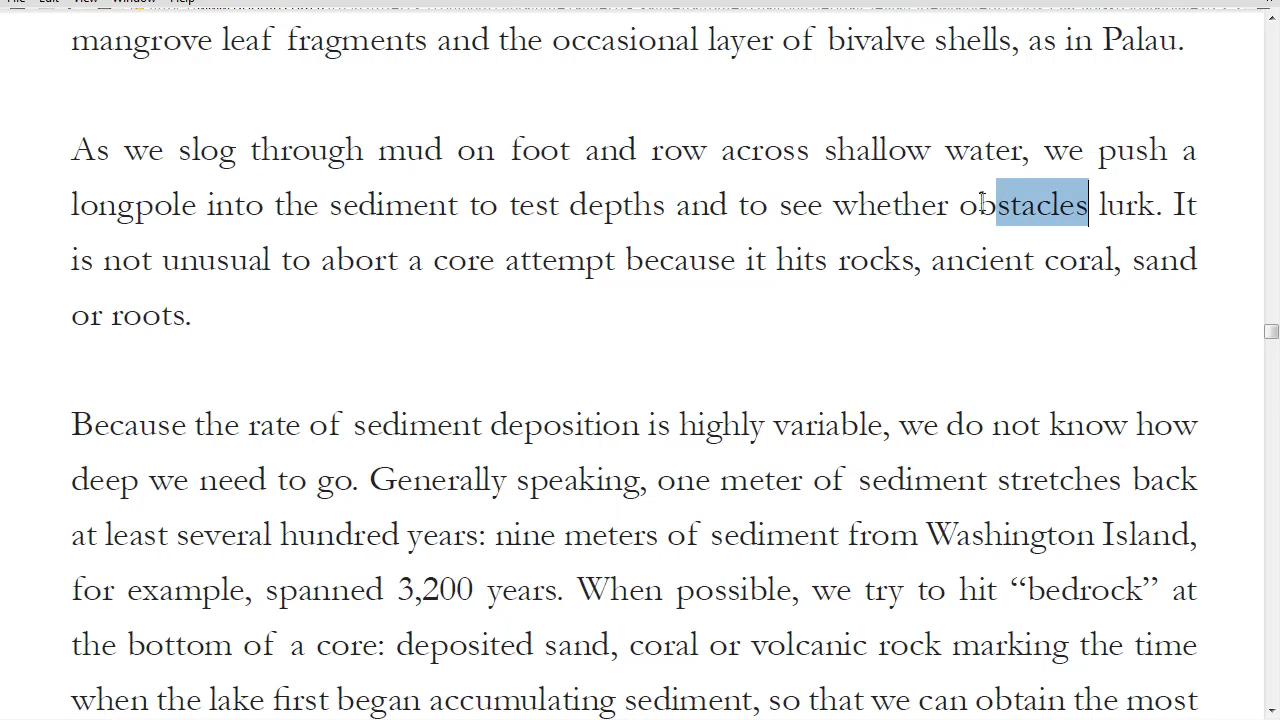 mangrove leaf fragments and the occasional layer of bivalve shells, as in Palau.
As we slog through mud on foot and row across shallow water, we push a
longpole into the sediment to test depths and to see whether obstacles lurk. It
is not unusual to abort a core attempt because it hits rocks, ancient coral, sand
or roots.
Because the rate of sediment deposition is highly variable, we do not know how
deep we need to go. Generally speaking, one meter of sediment stretches back
at least several hundred years: nine meters of sediment from Washington Island,
for example, spanned 3,200 years. When possible, we try to hit “bedrock” at
the bottom of a core: deposited sand, coral or volcanic rock marking the time
when the lake first began accumulating sediment, so that we can obtain the most